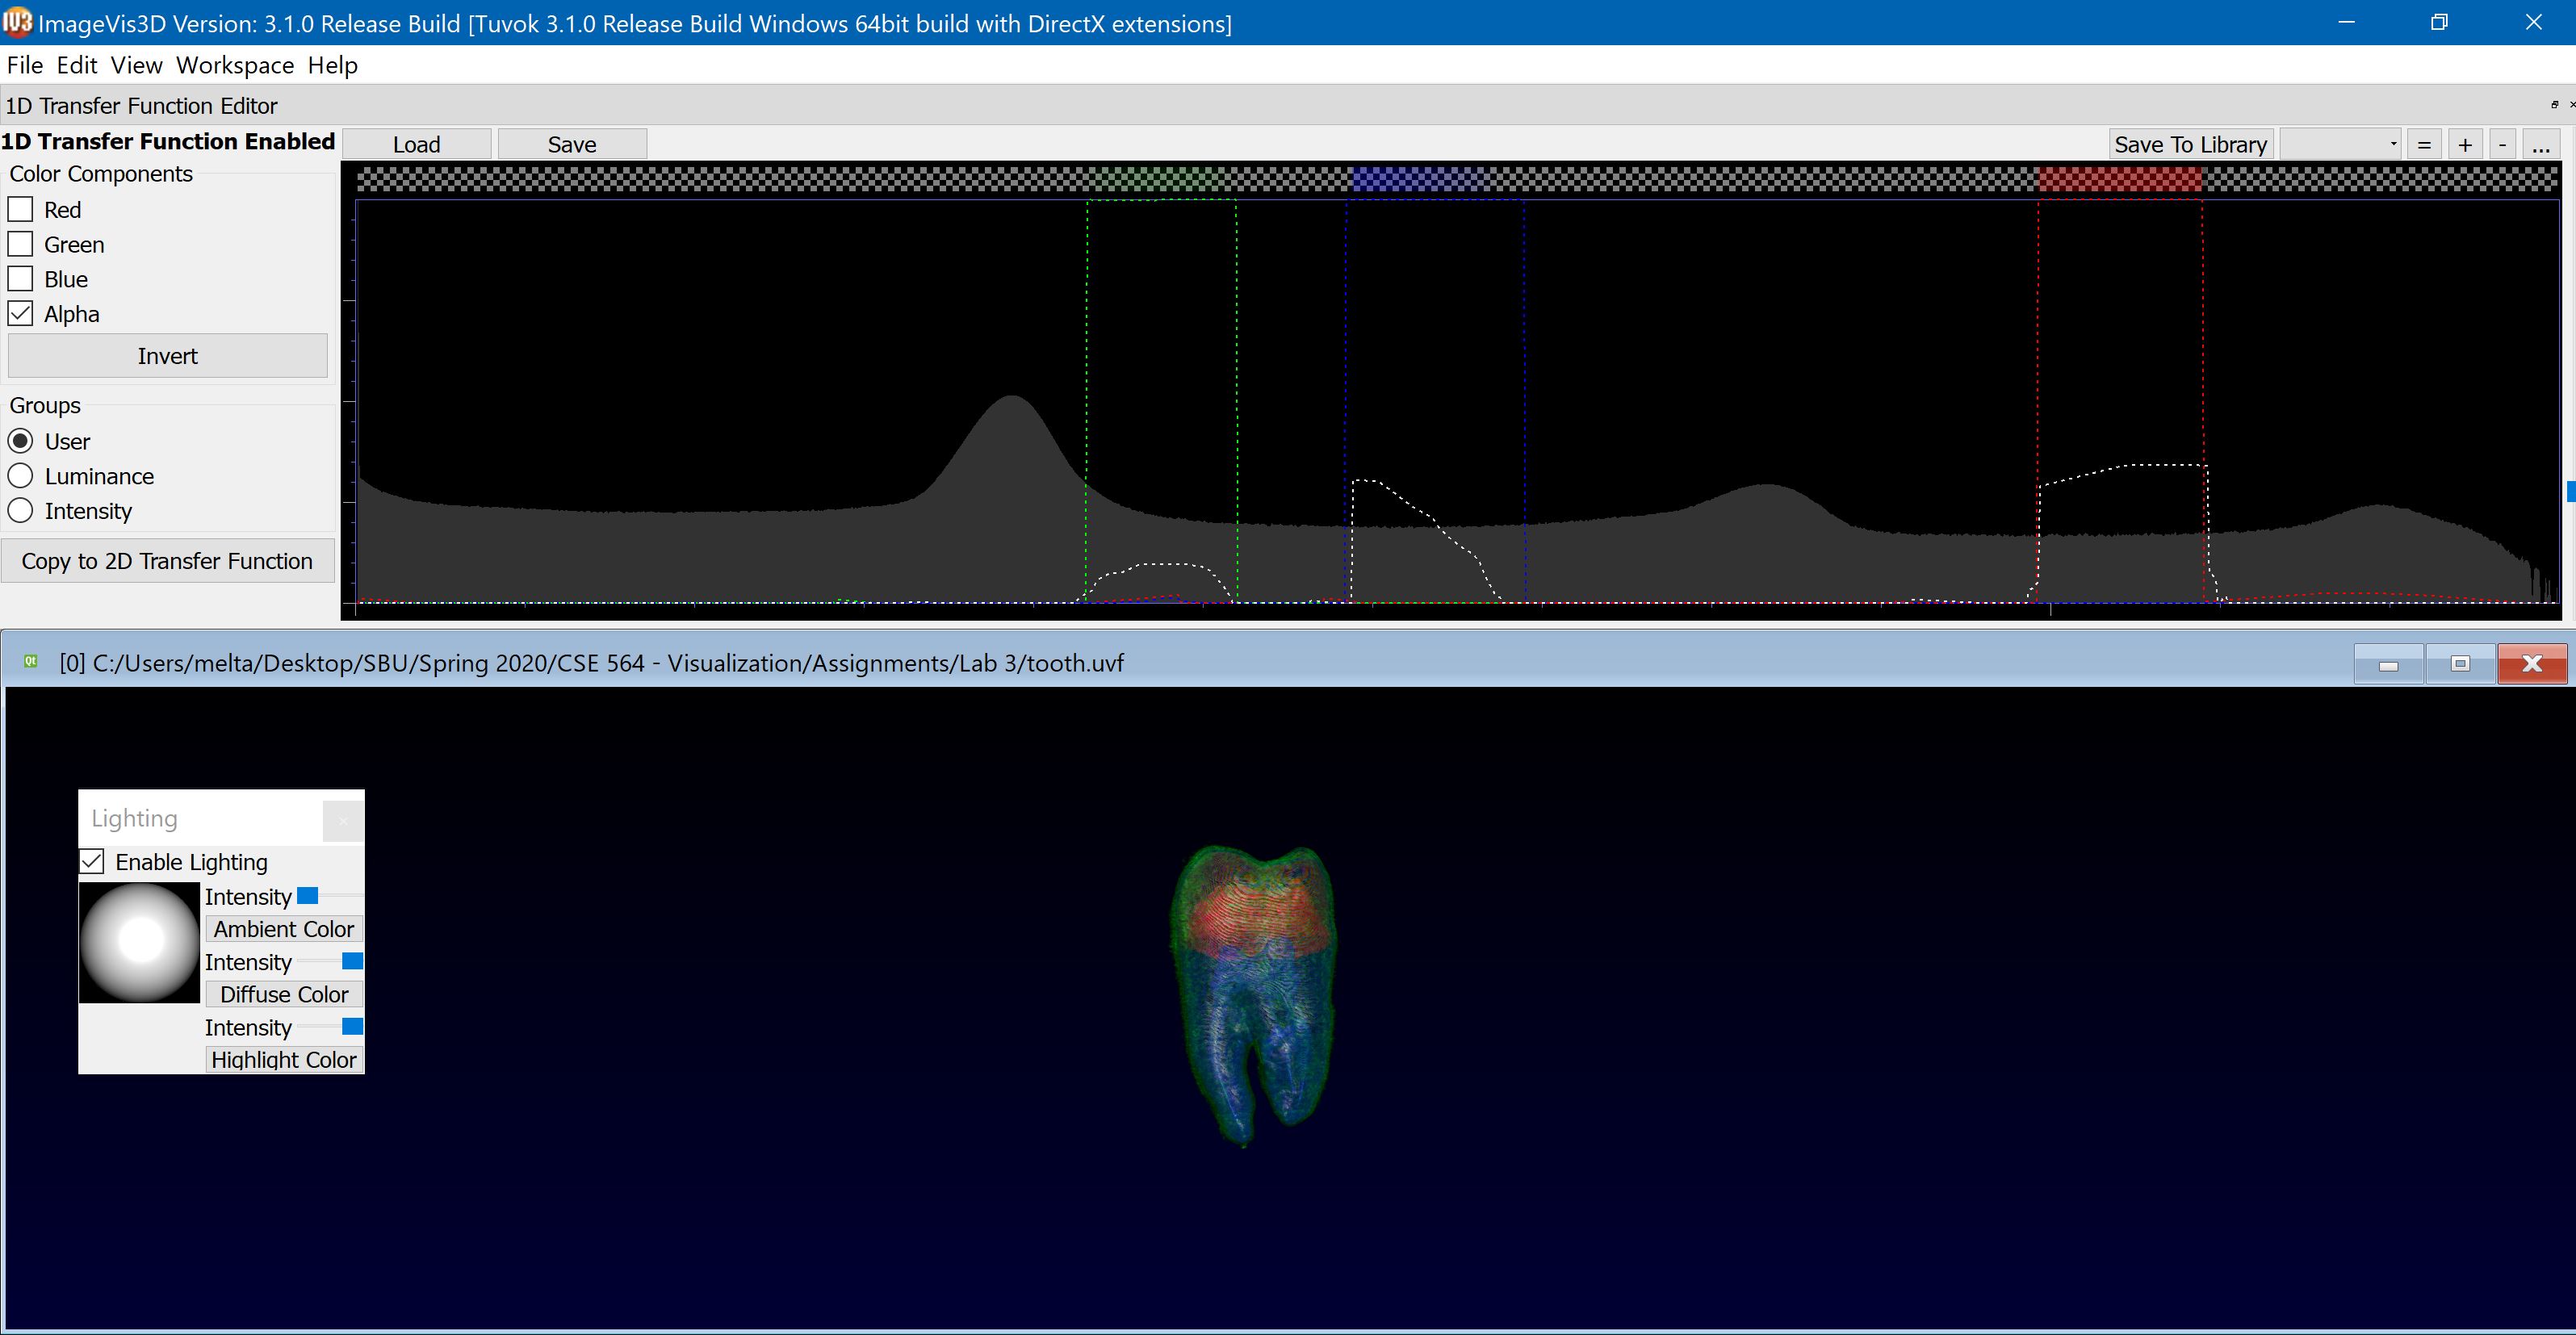 ImageVis3D Version: 3.1.0 Release Build [Tuvok 3.1.0 Release Build Windows 64bit build with DirectX extensions]
File Edit View Workspace Help
1D Transfer Function Editor
1D Transfer Function Enabled
Load Save Save To Library = + - ...
Color Components
Red
Green
Blue
Alpha
Invert
Groups
User
Luminance
Intensity
Copy to 2D Transfer Function
[0] C:/Users/melta/Desktop/SBU/Spring 2020/CSE 564 - Visualization/Assignments/Lab 3/tooth.uvf
Lighting
Enable Lighting
Intensity
Ambient Color
Intensity
Diffuse Color
Intensity
Highlight Color